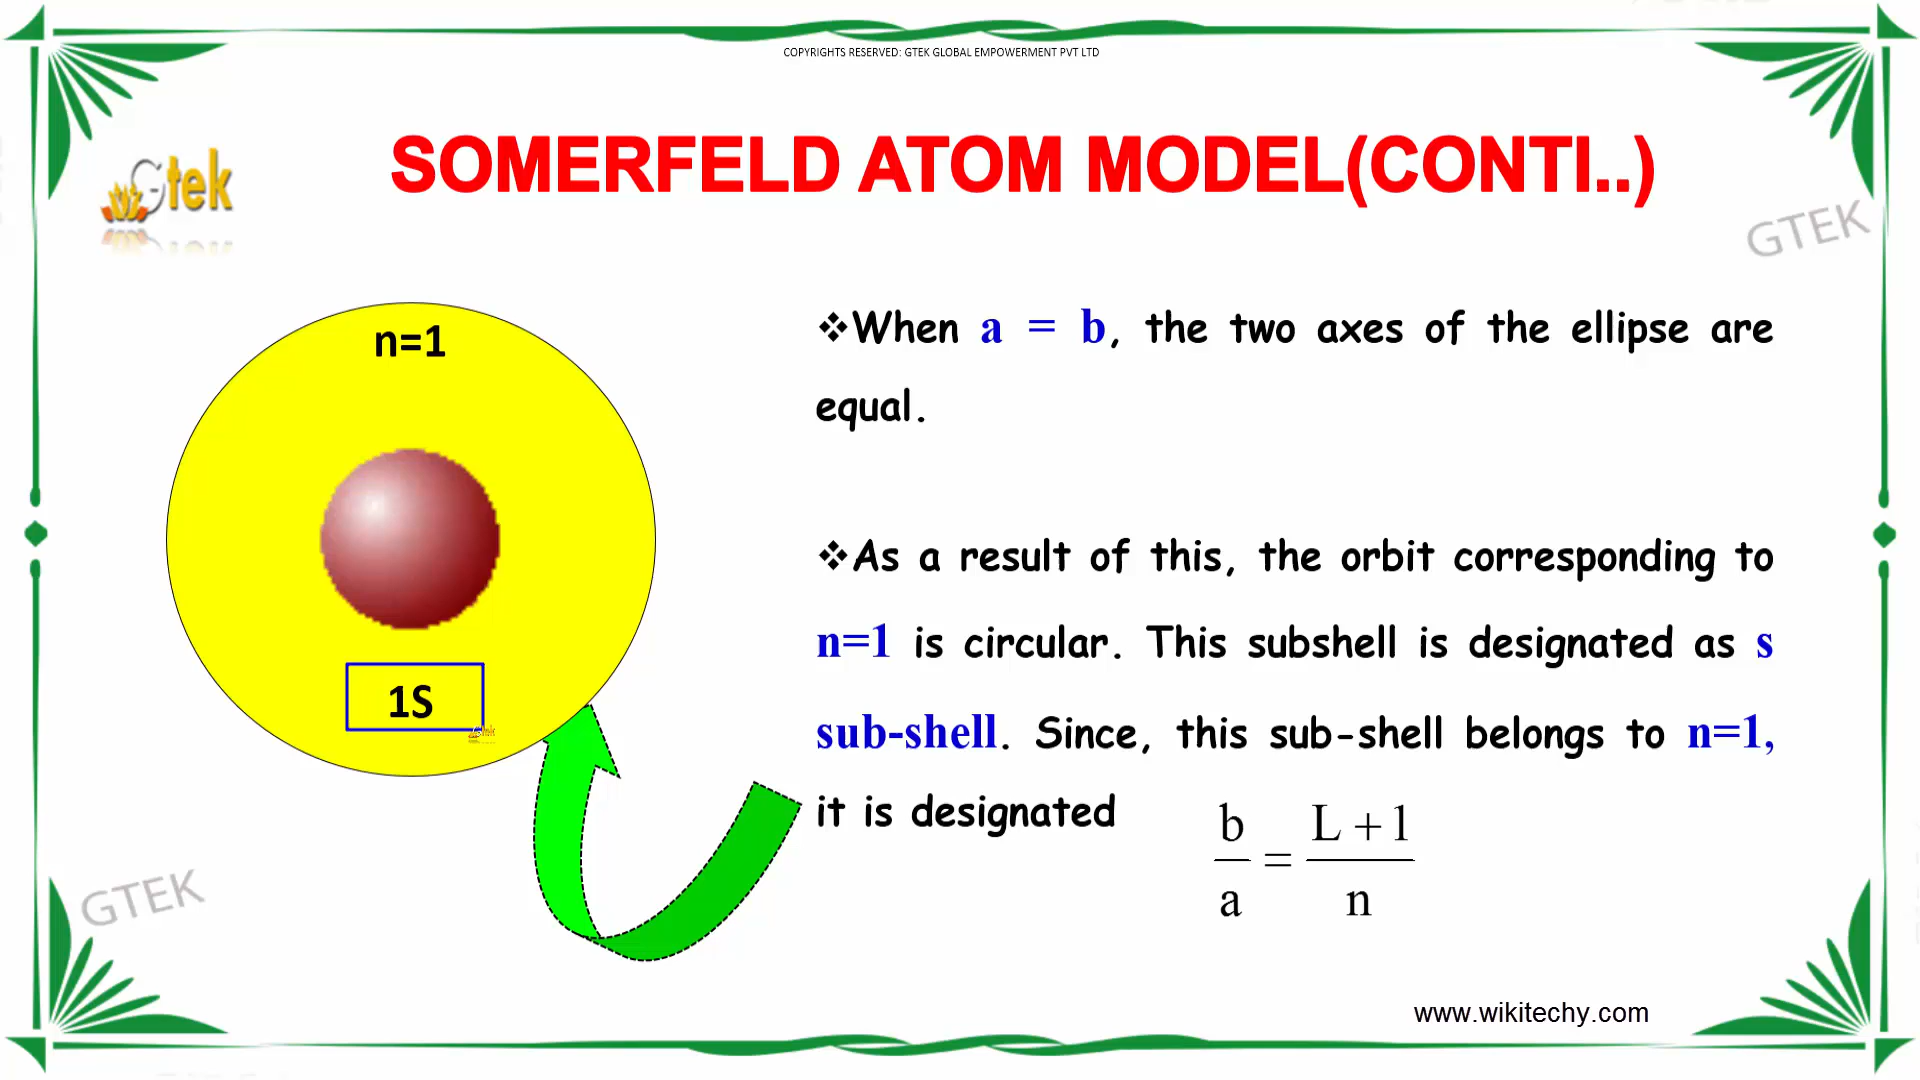 COPYRIGHTS RESERVED: GTEK GLOBAL EMPOWERMENT PVT LTD
Gtek
SOMERFELD ATOM MODEL(CONTI..)
GTEK
n=1
1S
❖When a = b, the two axes of the ellipse are
equal.
❖As a result of this, the orbit corresponding to
n=1 is circular. This subshell is designated as s
sub-shell. Since, this sub-shell belongs to n=1,
it is designated
b/a = L+1/n
GTEK
www.wikitechy.com